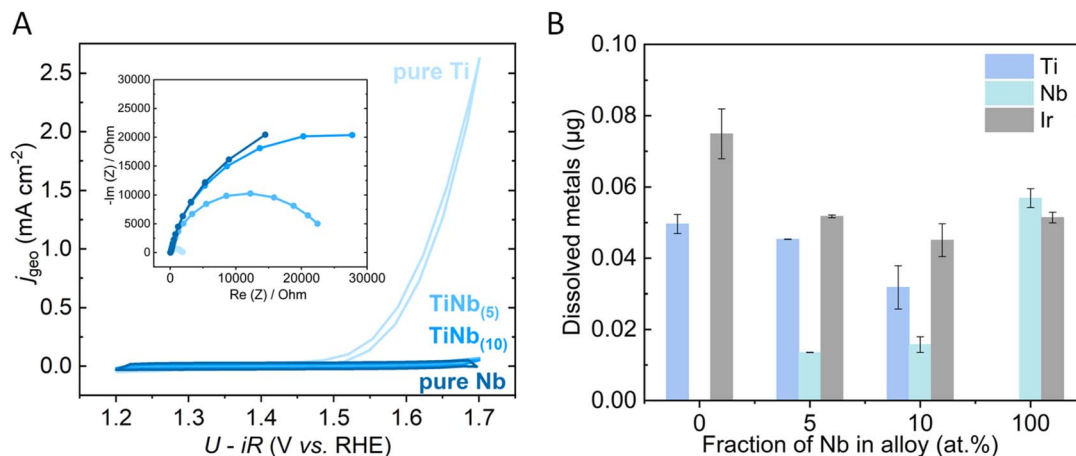 A
2.5
2.0
1.5
1.0
0.5
0.0
j_geo (mA cm⁻²)
pure Ti
30000
25000
20000
15000
10000
5000
0
-Im (Z) / Ohm
0 10000 20000 30000
Re (Z) / Ohm
TiNb(5)
TiNb(10)
pure Nb
1.2 1.3 1.4 1.5 1.6 1.7
U - iR (V vs. RHE)
B
0.10
0.08
0.06
0.04
0.02
0.00
Dissolved metals (µg)
Ti
Nb
Ir
0 5 10 100
Fraction of Nb in alloy (at.%)